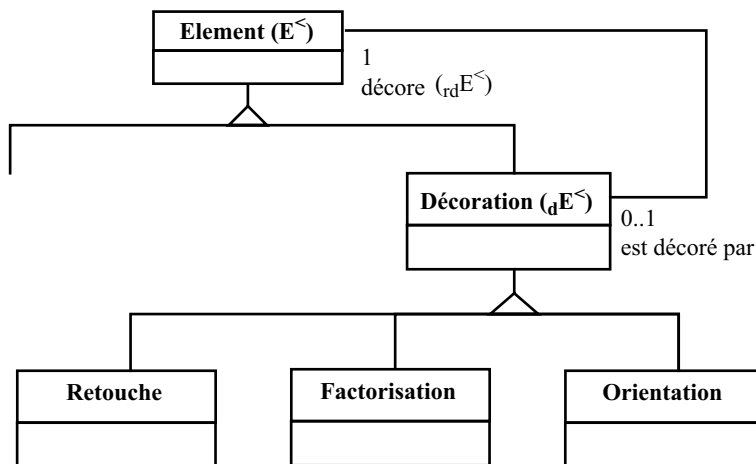 Element (E<)
1
décore (rdE<)
Décoration (dE<)
0..1
est décoré par
Retouche
Factorisation
Orientation